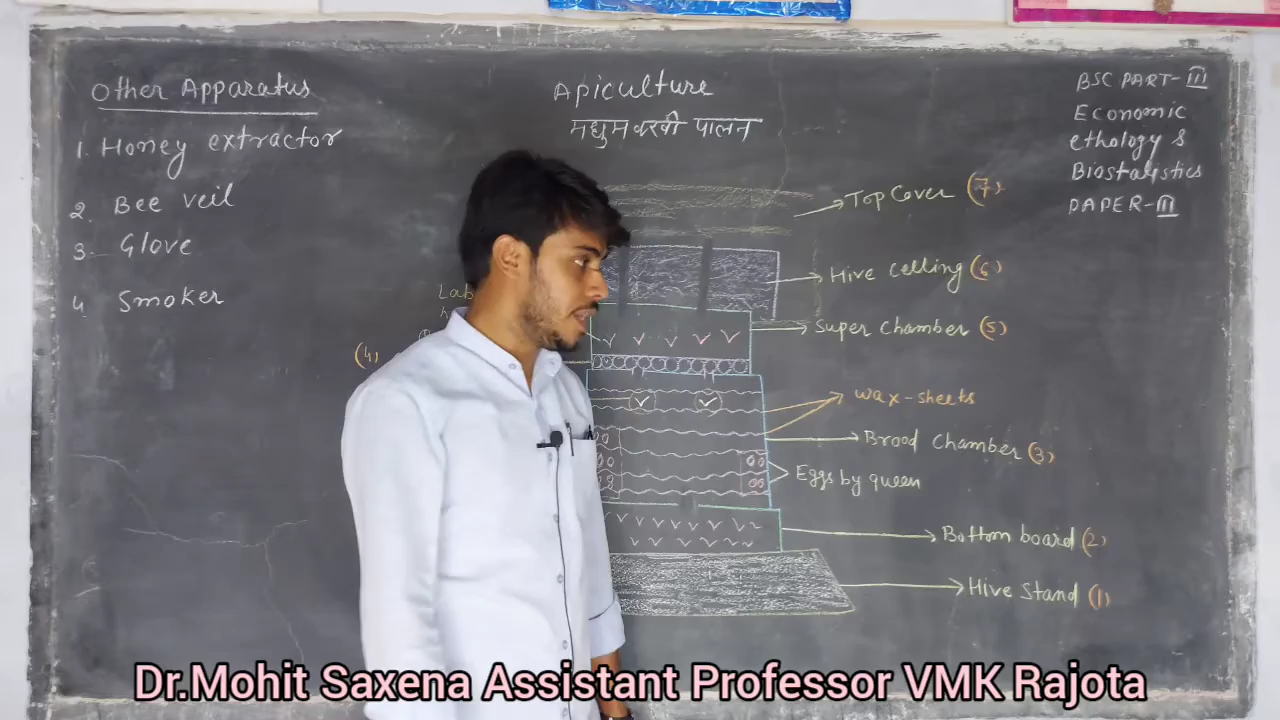 Other Apparatus
1. Honey extractor
2. Bee veil
3. Glove
4 Smoker
Apiculture
मधुमक्खी पालन
BSC PART-III
Economic
ethology &
Biostatistics
PAPER-III
Top Cover (7)
Hive Celling (6)
Super Chamber (5)
(4)
wax-sheets
Brood Chamber (3)
Eggs by queen
Bottom board (2)
Hive Stand (1)
Dr.Mohit Saxena Assistant Professor VMK Rajota